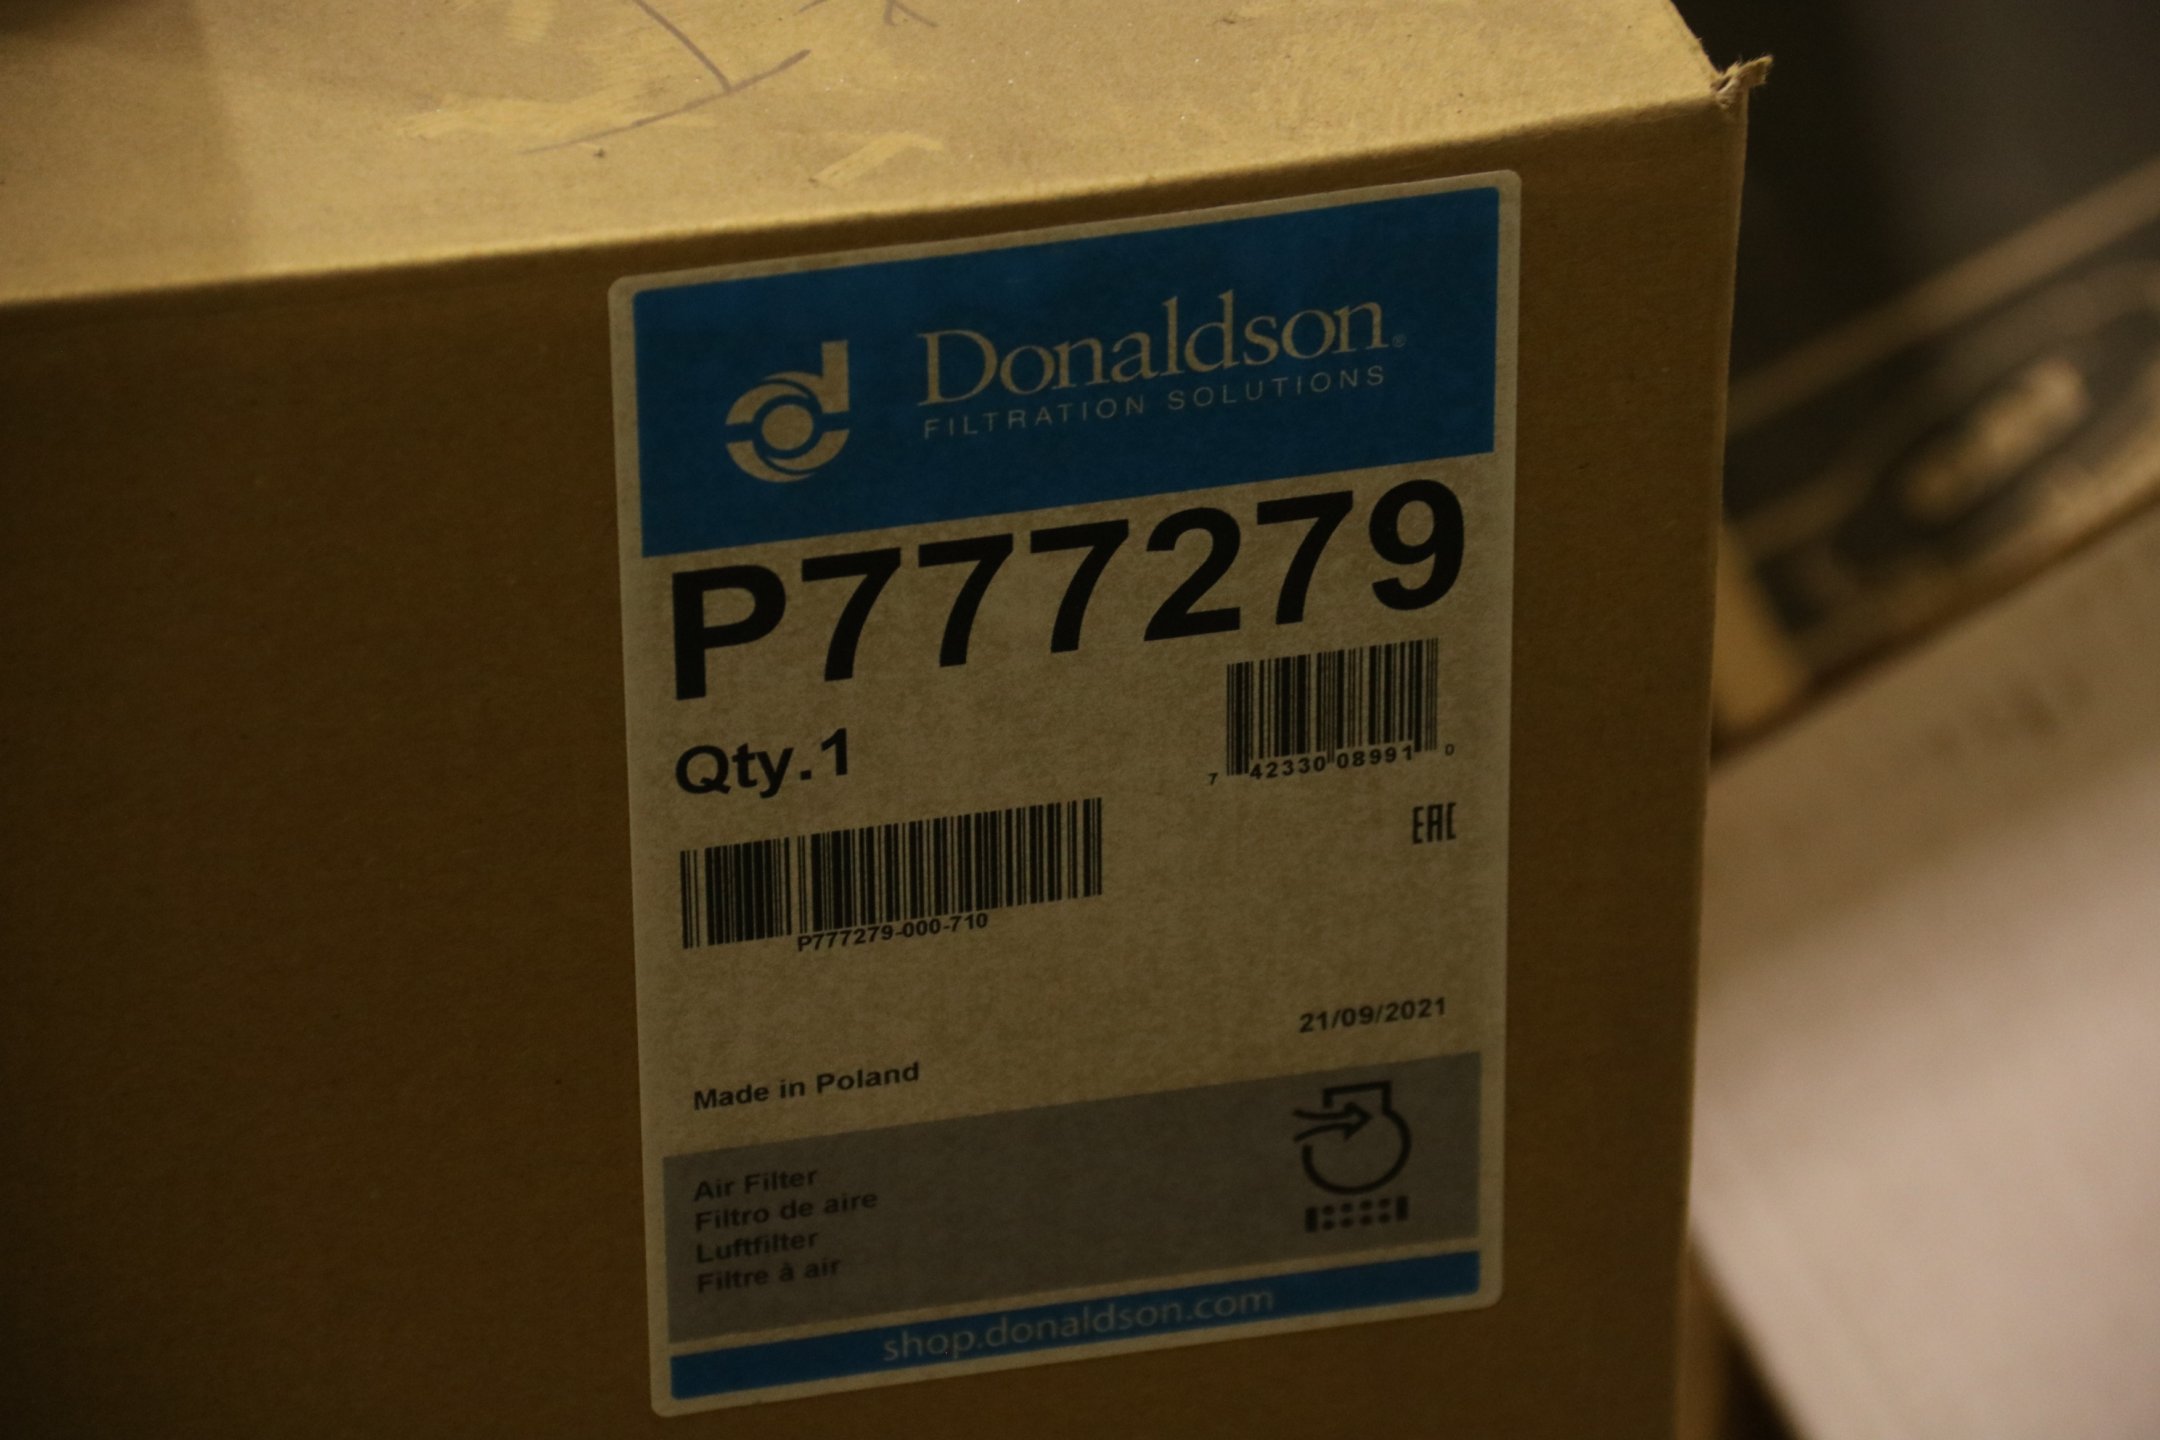 Donaldson®
FILTRATION SOLUTIONS
P777279
Qty.1
7 42330 08991 0
EAC
P777279-000-710
21/09/2021
Made in Poland
Air Filter
Filtro de aire
Luftfilter
Filtre à air
shop.donaldson.com